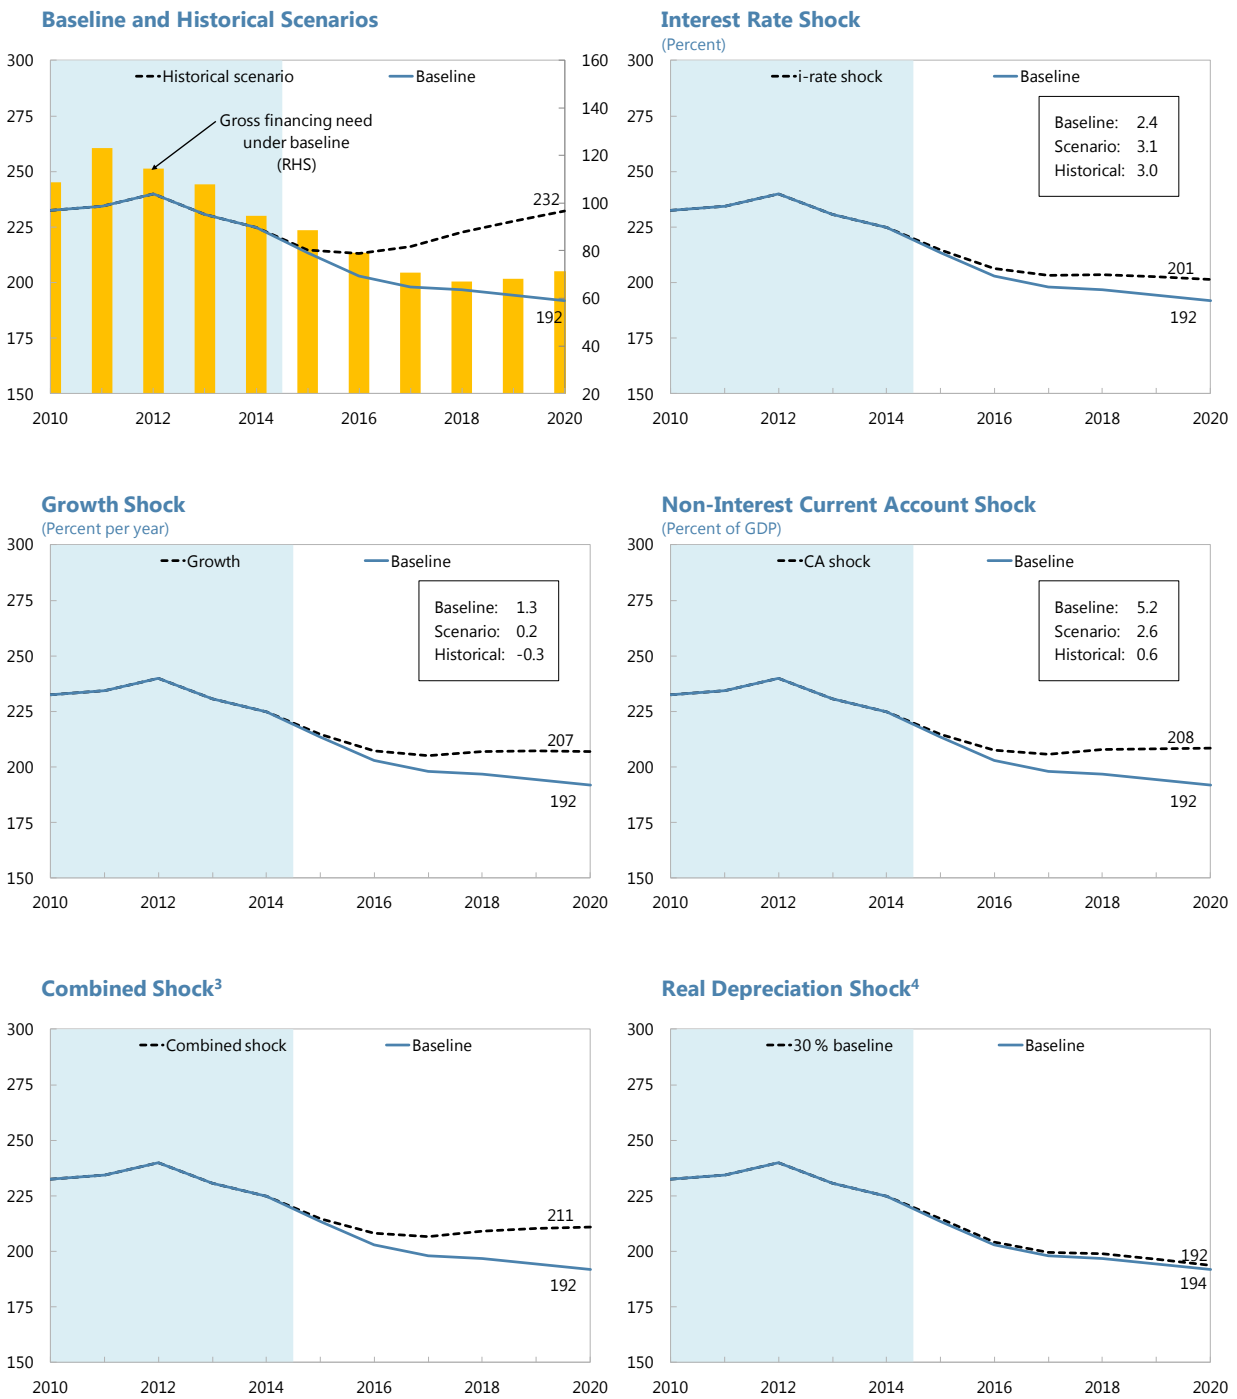 Baseline and Historical Scenarios
300
275
250
225
200
175
150
160
140
120
100
80
60
40
20
Historical scenario
Baseline
Gross financing need
under baseline
(RHS)
232
192
2010
2012
2014
2016
2018
2020
Interest Rate Shock
(Percent)
300
275
250
225
200
175
150
i-rate shock
Baseline
Baseline: 2.4
Scenario: 3.1
Historical: 3.0
201
192
2010
2012
2014
2016
2018
2020
Growth Shock
(Percent per year)
300
275
250
225
200
175
150
Growth
Baseline
Baseline: 1.3
Scenario: 0.2
Historical: -0.3
207
192
2010
2012
2014
2016
2018
2020
Non-Interest Current Account Shock
(Percent of GDP)
300
275
250
225
200
175
150
CA shock
Baseline
Baseline: 5.2
Scenario: 2.6
Historical: 0.6
208
192
2010
2012
2014
2016
2018
2020
Combined Shock³
300
275
250
225
200
175
150
Combined shock
Baseline
211
192
2010
2012
2014
2016
2018
2020
Real Depreciation Shock⁴
300
275
250
225
200
175
150
30 % baseline
Baseline
192
194
2010
2012
2014
2016
2018
2020